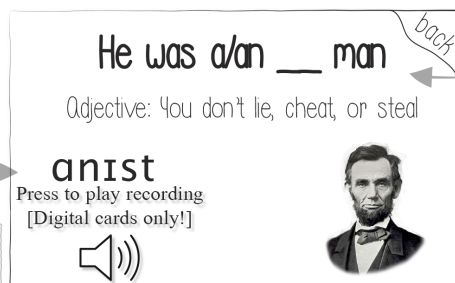 back
He was a/an __ man
Adjective: You don't lie, cheat, or steal
anɪst
Press to play recording
[Digital cards only!]